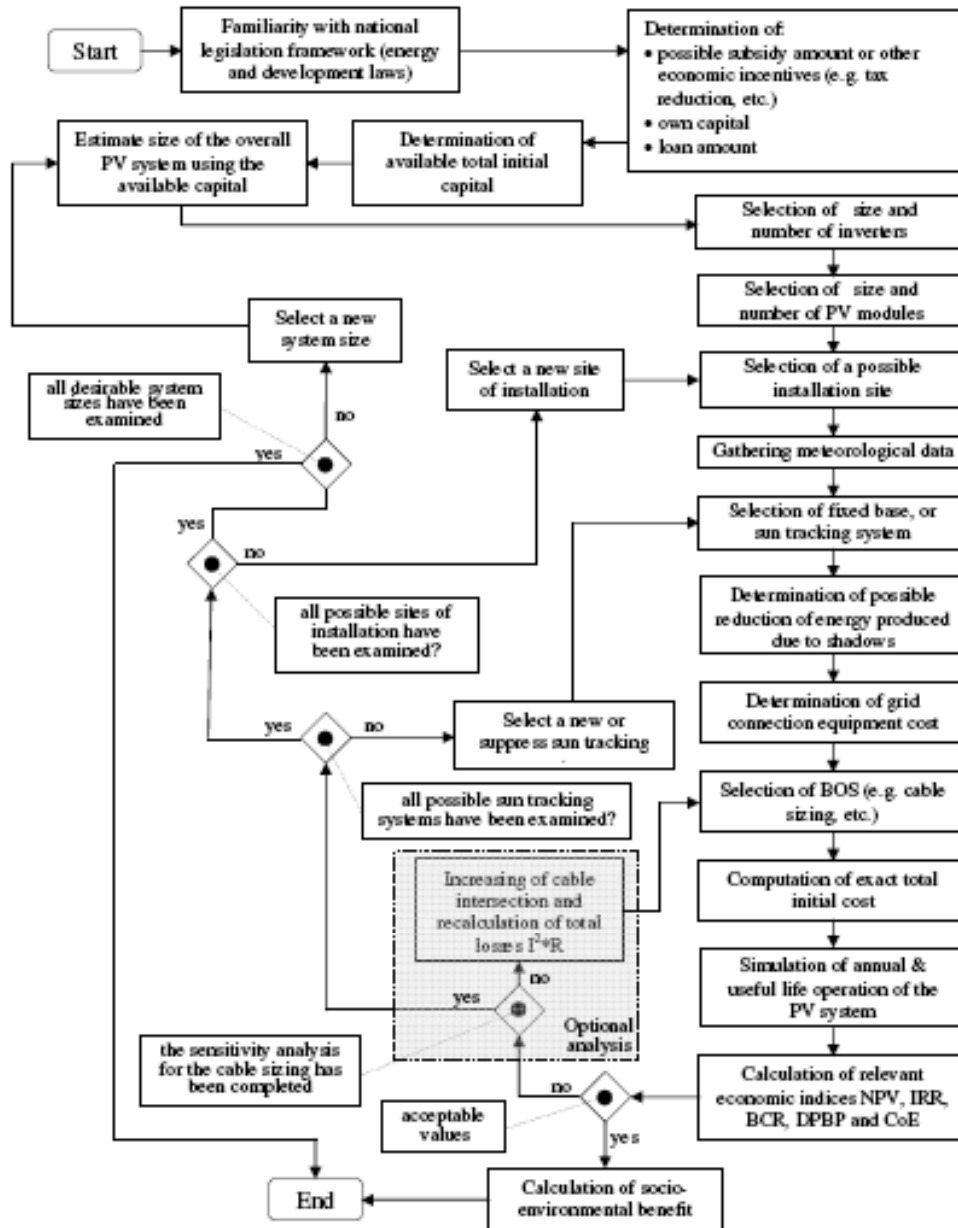 Start
Familiarity with national
legislation framework (energy
and development laws)
Determination of:
• possible subsidy amount or other
economic incentives (e.g. tax
reduction, etc.)
• own capital
• loan amount
Estimate size of the overall
PV system using the
available capital
Determination of
available total initial
capital
Selection of size and
number of inverters
Selection of size and
number of PV modules
Select a new
system size
Select a new site
of installation
Selection of a possible
installation site
all desirable system
sizes have been
examined
no
yes
Gathering meteorological data
yes
no
Selection of fixed base, or
sun tracking system
all possible sites of
installation have
been examined?
Determination of possible
reduction of energy produced
due to shadows
yes
no
Select a new or
suppress sun tracking
.
Determination of grid
connection equipment cost
all possible sun tracking
systems have been examined?
Selection of BOS (e.g. cable
sizing, etc.)
Increasing of cable
intersection and
recalculation of total
losses I²*R
Computation of exact total
initial cost
no
yes
Optional
analysis
Simulation of annual &
useful life operation of the
PV system
the sensitivity analysis
for the cable sizing has
been completed
no
Calculation of relevant
economic indices NPV, IRR,
BCR, DPBP and CoE
acceptable
values
yes
End
Calculation of socio-
environmental benefit